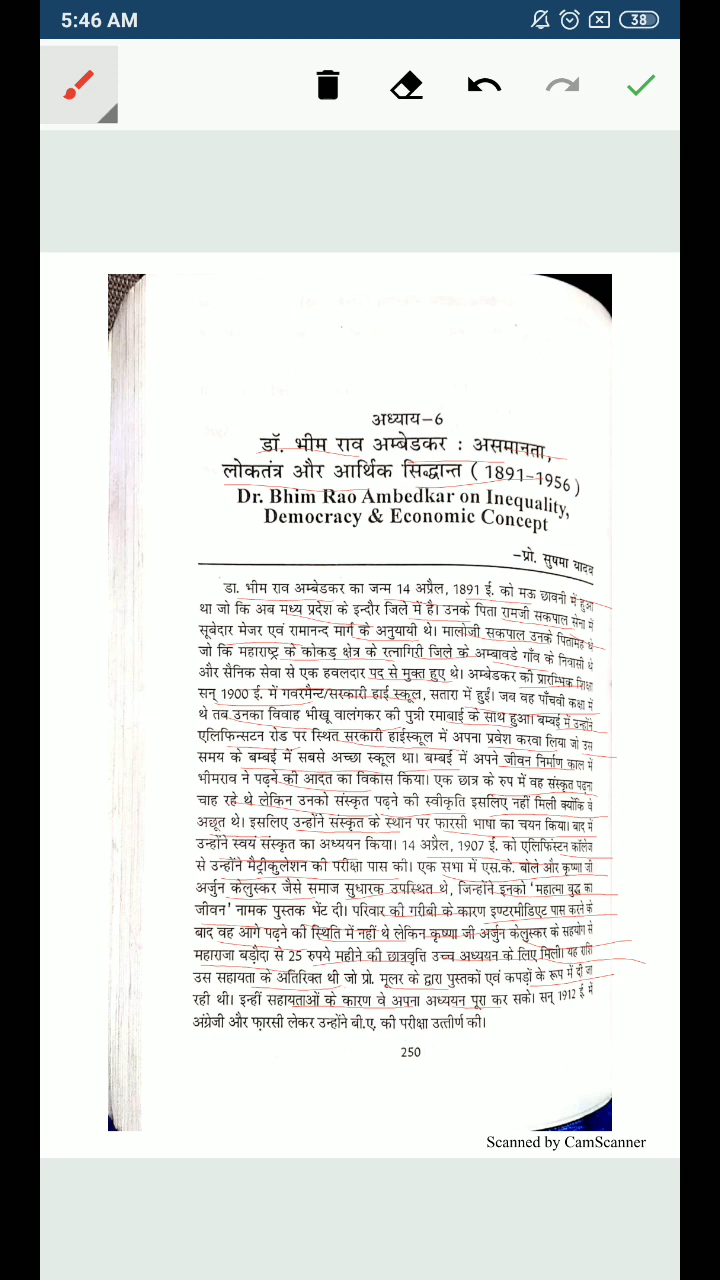 5:46 AM
38
अध्याय–6
डॉ. भीम राव अम्बेडकर : असमानता,
लोकतंत्र और आर्थिक सिद्धान्त (1891-1956)
Dr. Bhim Rao Ambedkar on Inequality,
Democracy & Economic Concept
–प्रो. सुषमा यादव
डा. भीम राव अम्बेडकर का जन्म 14 अप्रैल, 1891 ई. को मऊ छावनी में हुआ
था जो कि अब मध्य प्रदेश के इन्दौर जिले में है। उनके पिता रामजी सकपाल सेना में
सूबेदार मेजर एवं रामानन्द मार्ग के अनुयायी थे। मालोजी सकपाल उनके पितामह थे
जो कि महाराष्ट्र के कोकड़ क्षेत्र के रत्नागिरी जिले के अम्बावडे गाँव के निवासी थे
और सैनिक सेवा से एक हवलदार पद से मुक्त हुए थे। अम्बेडकर की प्रारम्भिक शिक्षा
सन् 1900 ई. में गवरमैन्ट/सरकारी हाई स्कूल, सतारा में हुई। जब वह पाँचवी कक्षा में
थे तब उनका विवाह भीखू वालंगकर की पुत्री रमाबाई के साथ हुआ। बम्बई में उन्होंने
एलिफिन्सटन रोड पर स्थित सरकारी हाईस्कूल में अपना प्रवेश करवा लिया जो उस
समय के बम्बई में सबसे अच्छा स्कूल था। बम्बई में अपने जीवन निर्माण काल में
भीमराव ने पढ़ने की आदत का विकास किया। एक छात्र के रुप में वह संस्कृत पढ़ना
चाह रहे थे लेकिन उनको संस्कृत पढ़ने की स्वीकृति इसलिए नहीं मिली क्योंकि वे
अछूत थे। इसलिए उन्होंने संस्कृत के स्थान पर फारसी भाषा का चयन किया। बाद में
उन्होंने स्वयं संस्कृत का अध्ययन किया। 14 अप्रैल, 1907 ई. को एलिफिंस्टन कॉलेज
से उन्होंने मैट्रीकुलेशन की परीक्षा पास की। एक सभा में एस.के. बोले और कृष्णा जी
अर्जुन केलुस्कर जैसे समाज सुधारक उपस्थित थे, जिन्होंने इनको 'महात्मा बुद्ध का
जीवन' नामक पुस्तक भेंट दी। परिवार की गरीबी के कारण इण्टरमीडिएट पास करने के
बाद वह आगे पढ़ने की स्थिति में नहीं थे लेकिन कृष्णा जी अर्जुन केलुस्कर के सहयोग से
महाराजा बड़ौदा से 25 रुपये महीने की छात्रवृत्ति उच्च अध्ययन के लिए मिली। यह राशि
उस सहायता के अतिरिक्त थी जो प्रो. मूलर के द्वारा पुस्तकों एवं कपड़ों के रूप में दी जा
रही थी। इन्हीं सहायताओं के कारण वे अपना अध्ययन पूरा कर सके। सन् 1912 ई में
अंग्रेजी और फा़रसी लेकर उन्होंने बी.ए. की परीक्षा उत्तीर्ण की।
250
Scanned by CamScanner